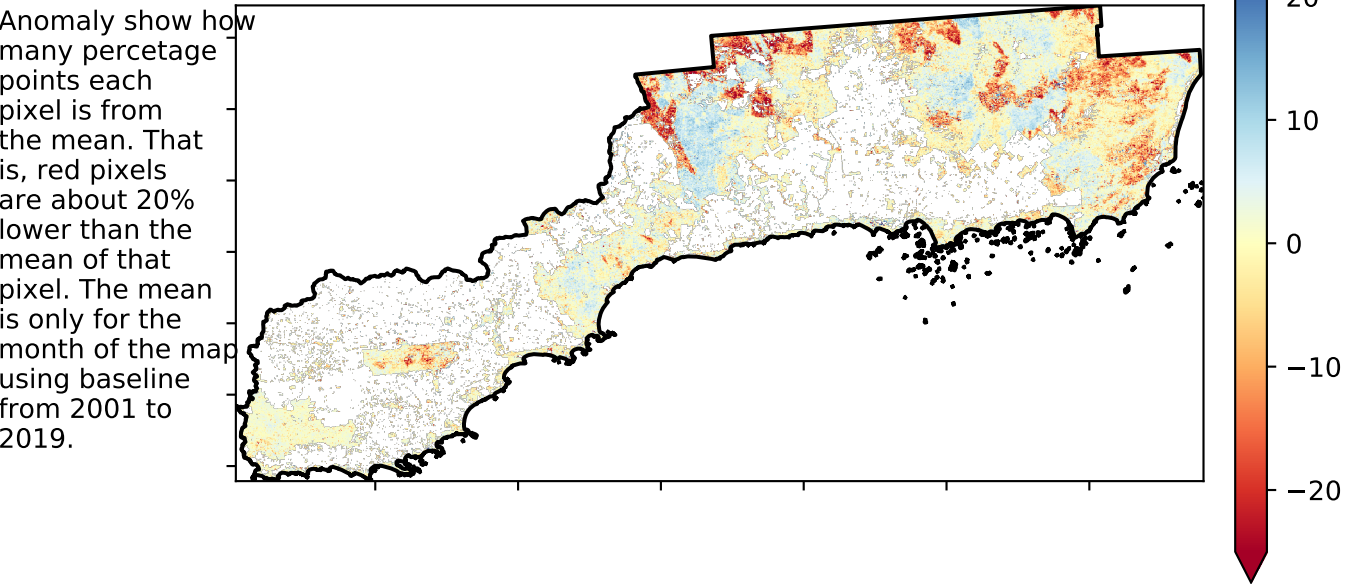 Anomaly show how
many percetage
points each
pixel is from
the mean. That
is, red pixels
are about 20%
lower than the
mean of that
pixel. The mean
is only for the
month of the map
using baseline
from 2001 to
2019.
20
10
0
−10
−20